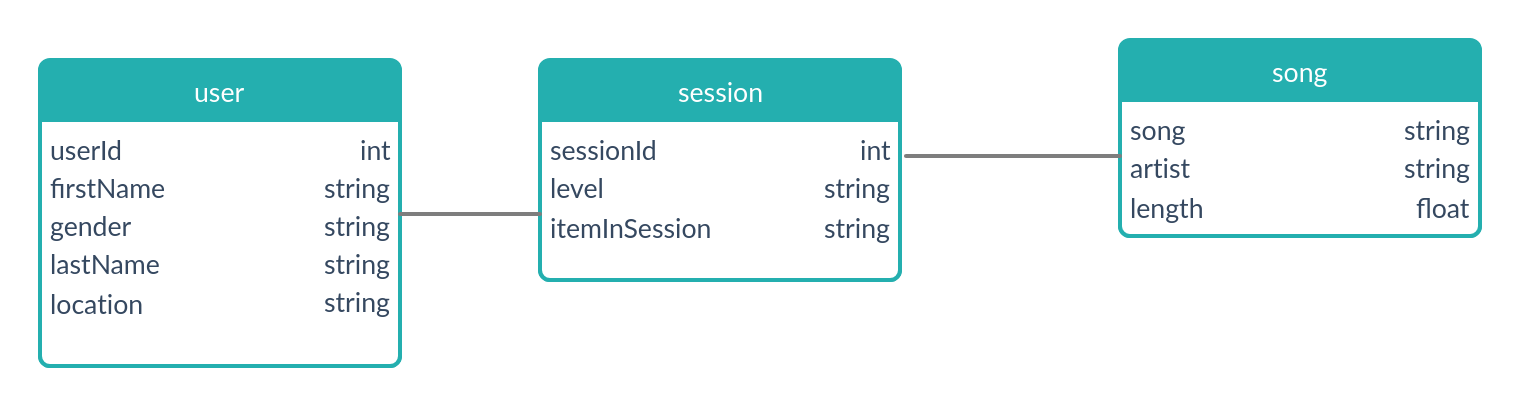 user
userId int
firstName string
gender string
lastName string
location string
session
sessionId int
level string
itemInSession string
song
song string
artist string
length float